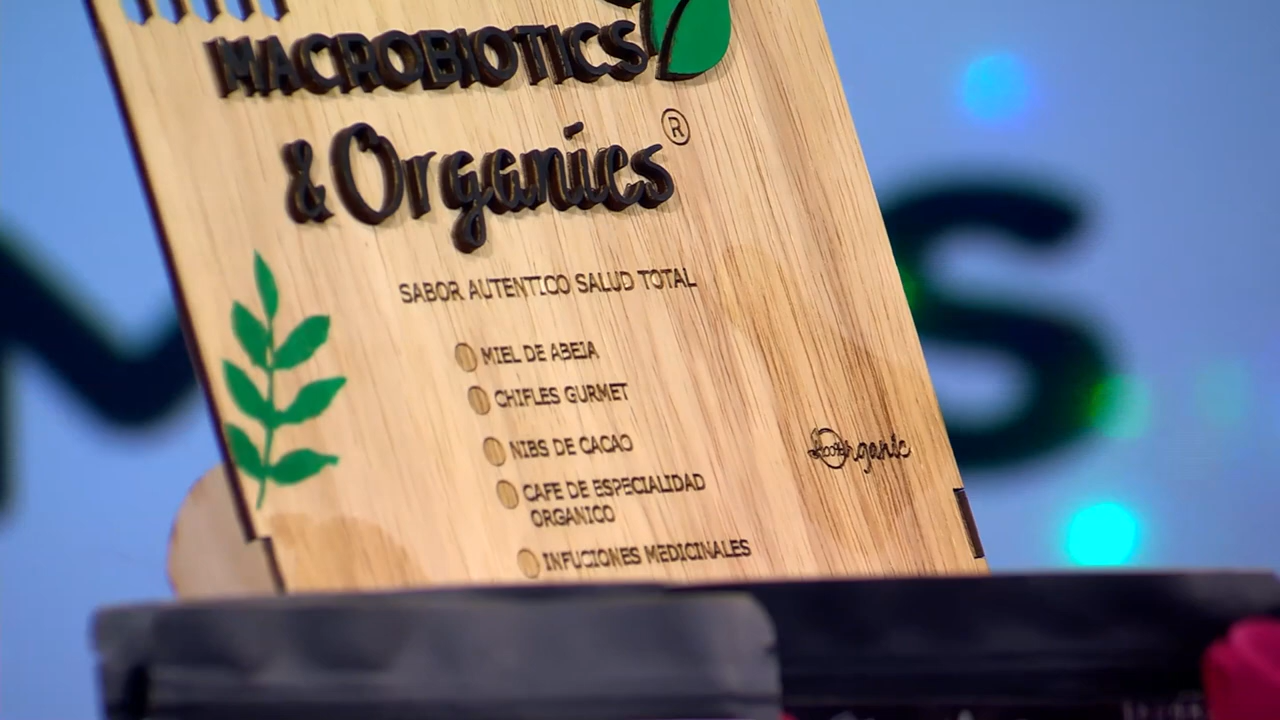 MACROBIOTICS
& Organics ®
SABOR AUTENTICO SALUD TOTAL
MIEL DE ABEJA
CHIFLES GURMET
NIBS DE CACAO
CAFE DE ESPECIALIDAD
ORGANICO
INFUCIONES MEDICINALES
Organic
S